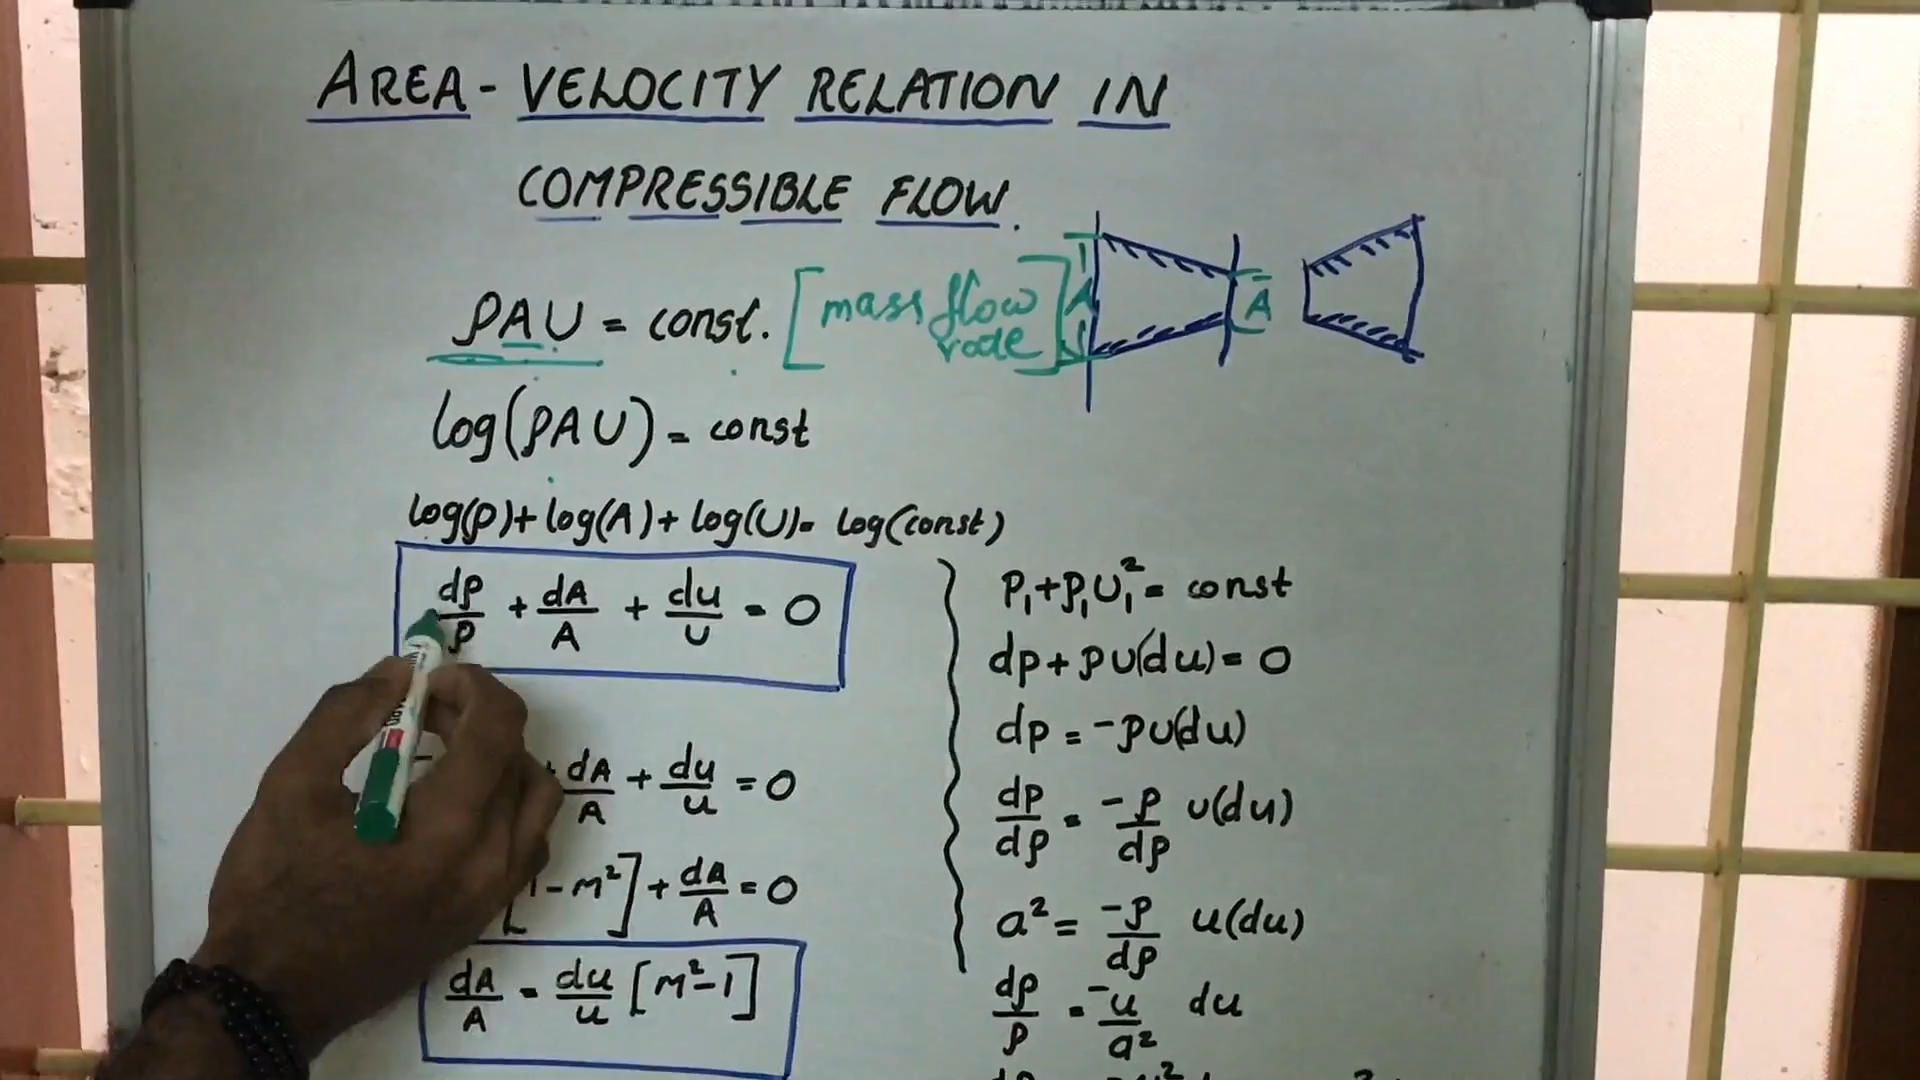 AREA-VELOCITY RELATION IN
COMPRESSIBLE FLOW.
ρAU = const. [mass flow rate]
A
A
log(ρAU) = const
log(ρ)+log(A)+log(U)= log(const)
dρ/ρ + dA/A + du/U = 0
+ dA/A + du/u = 0
[1-M²] + dA/A = 0
dA/A = du/u [M²-1]
P₁+ρ₁U₁² = const
dp+ρU(du) = 0
dp = -ρU(du)
dp/dρ = -ρ/dρ U(du)
a² = -ρ/dρ u(du)
dρ/ρ = -u/a² du